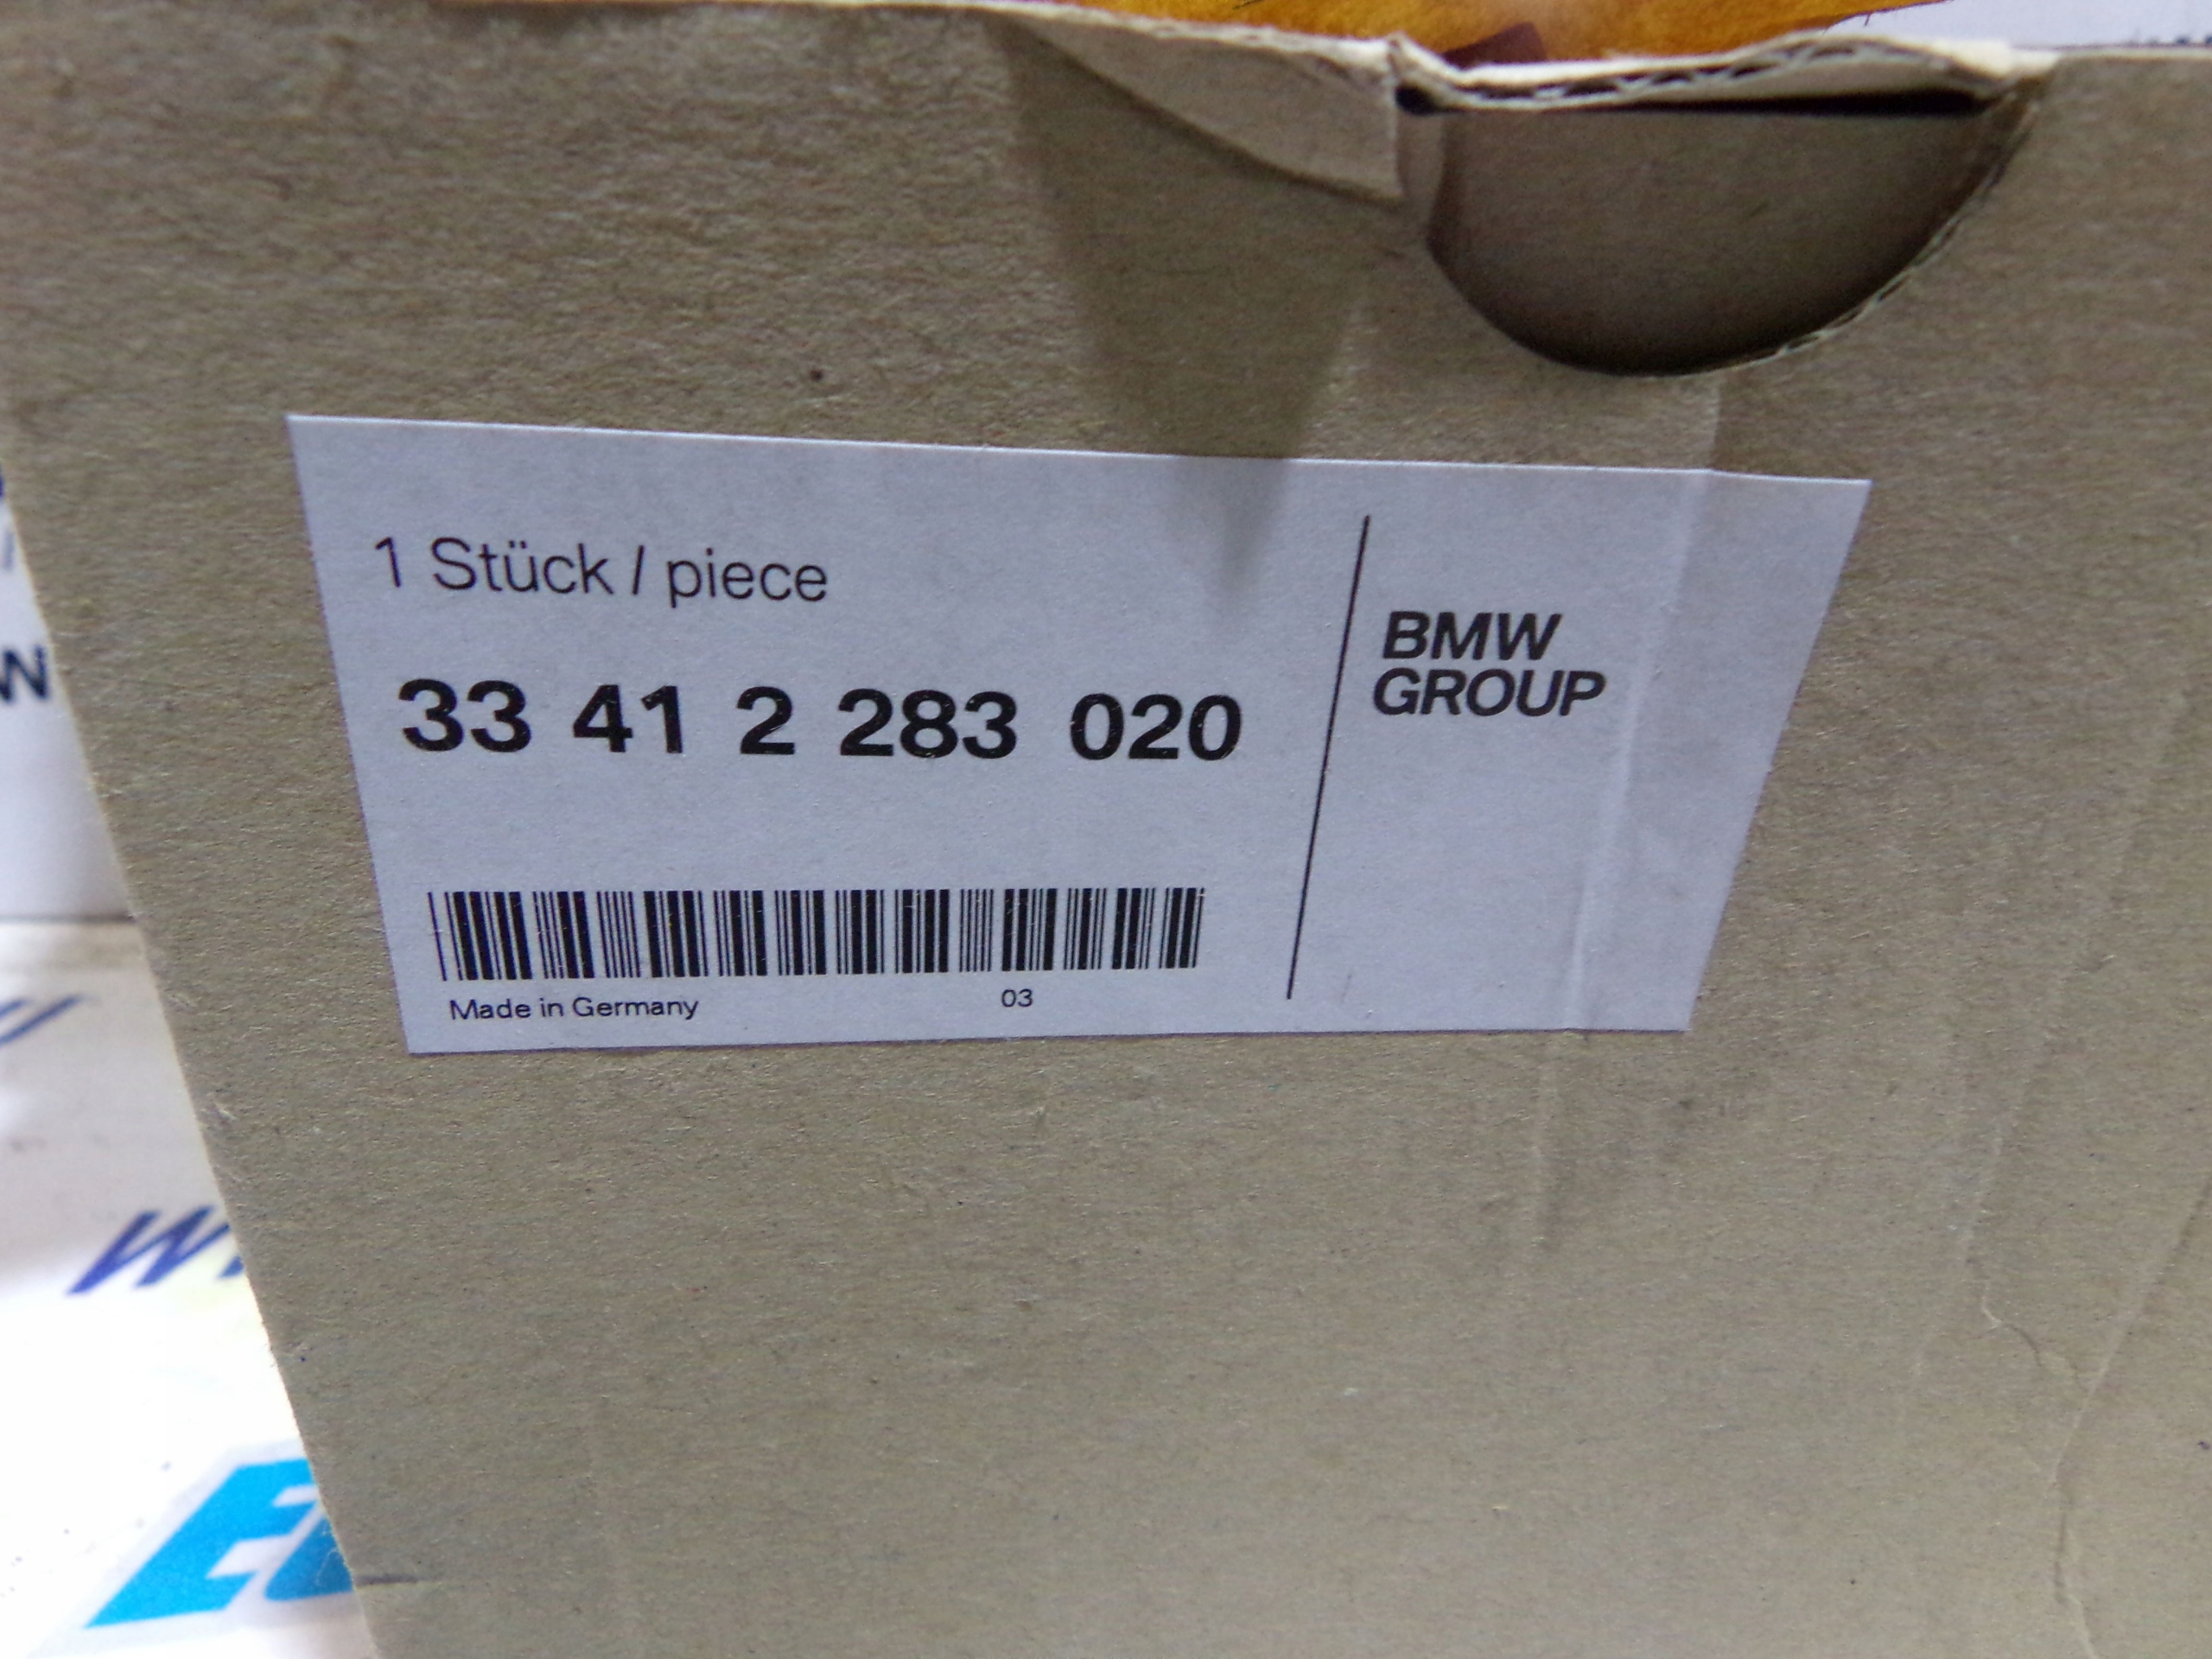 1 Stück / piece
33 41 2 283 020
BMW
GROUP
Made in Germany
03